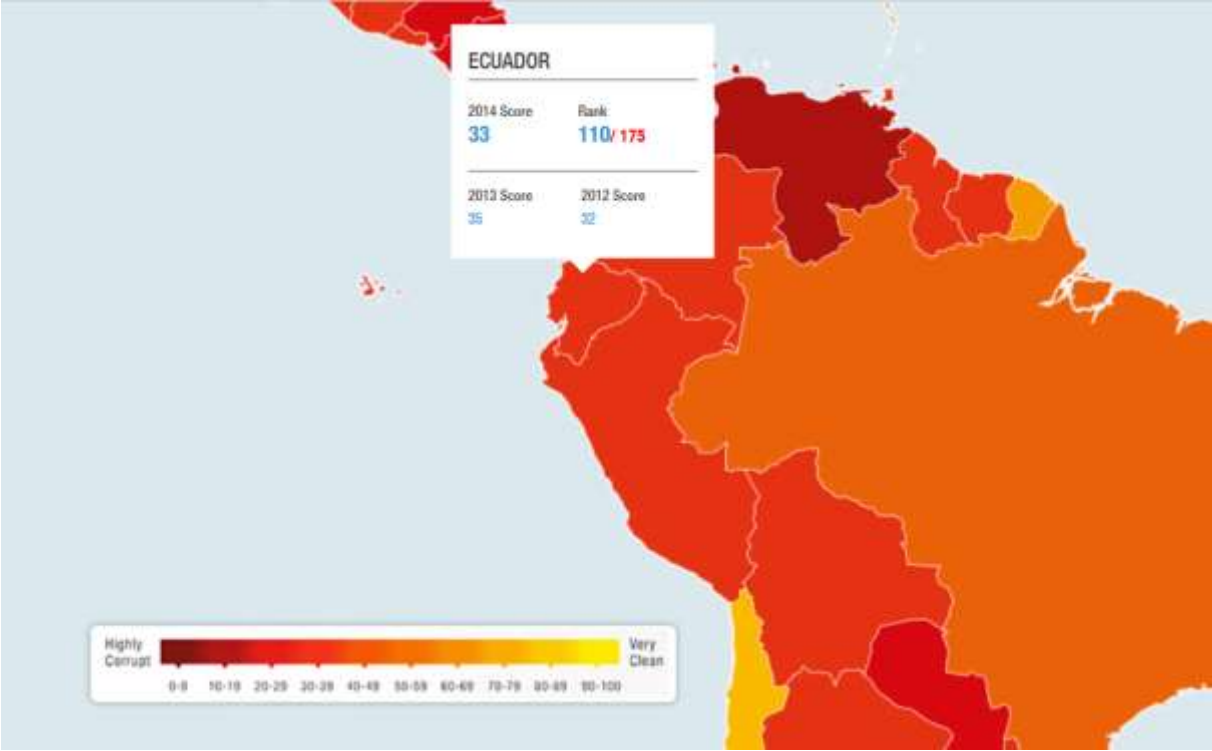 ECUADOR
2014 Score Rank
33 110/ 175
2013 Score 2012 Score
35 32
Highly Corrupt
Very Clean
0-9 10-19 20-29 30-39 40-49 50-59 60-69 70-79 80-89 90-100